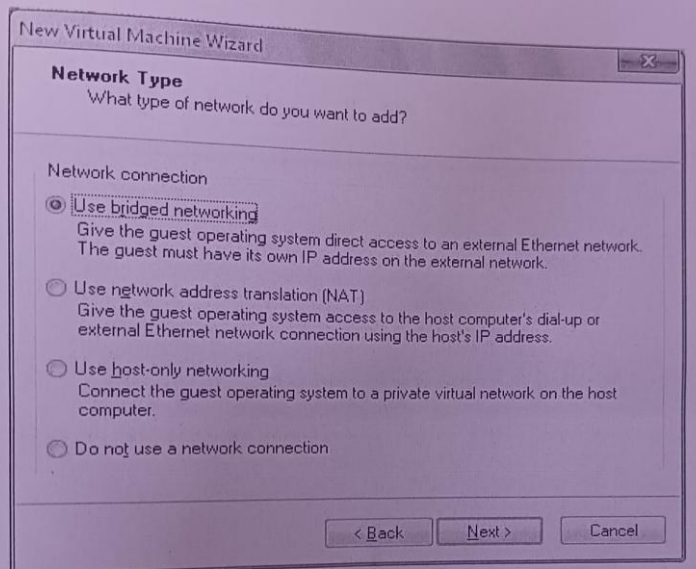 New Virtual Machine Wizard
Network Type
What type of network do you want to add?
Network connection
Use bridged networking
Give the guest operating system direct access to an external Ethernet network.
The guest must have its own IP address on the external network.
Use network address translation (NAT)
Give the guest operating system access to the host computer's dial-up or
external Ethernet network connection using the host's IP address.
Use host-only networking
Connect the guest operating system to a private virtual network on the host
computer.
Do not use a network connection
< Back Next > Cancel